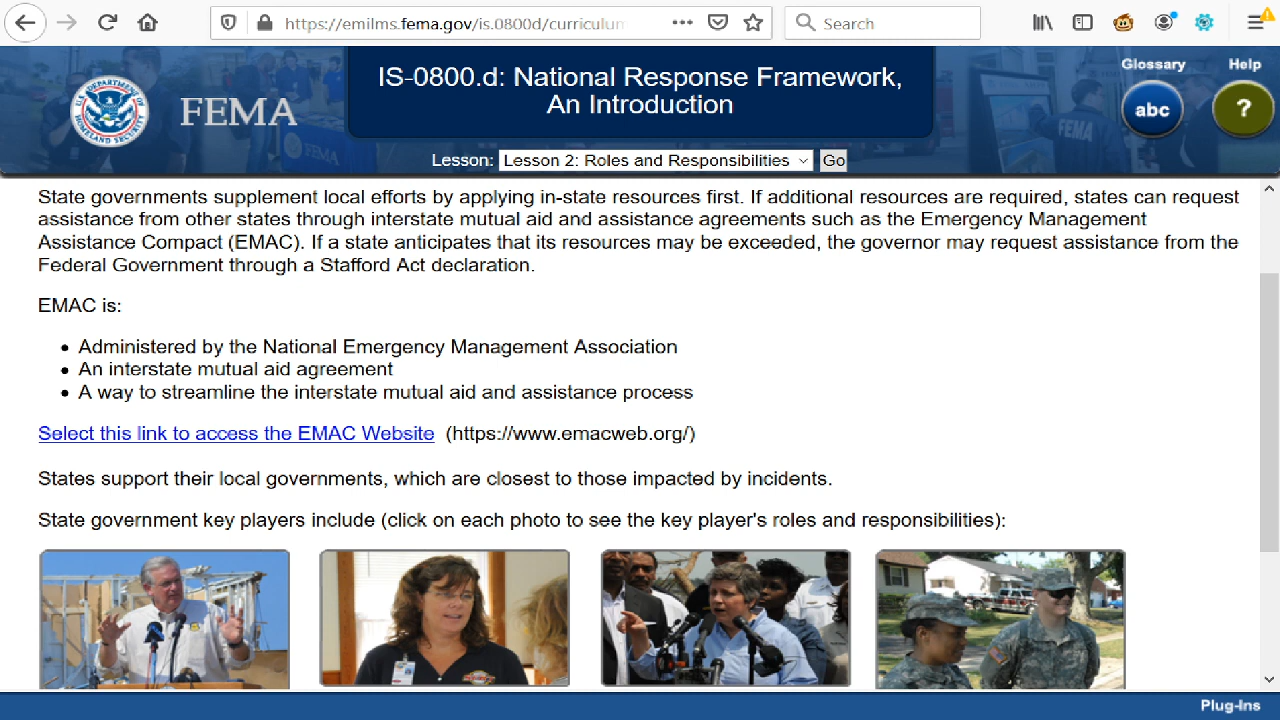 https://emilms.fema.gov/is.0800d/curriculum
Search
FEMA
IS-0800.d: National Response Framework,
An Introduction
Glossary
Help
abc
?
Lesson: Lesson 2: Roles and Responsibilities Go
State governments supplement local efforts by applying in-state resources first. If additional resources are required, states can request
assistance from other states through interstate mutual aid and assistance agreements such as the Emergency Management
Assistance Compact (EMAC). If a state anticipates that its resources may be exceeded, the governor may request assistance from the
Federal Government through a Stafford Act declaration.
EMAC is:
• Administered by the National Emergency Management Association
• An interstate mutual aid agreement
• A way to streamline the interstate mutual aid and assistance process
Select this link to access the EMAC Website (https://www.emacweb.org/)
States support their local governments, which are closest to those impacted by incidents.
State government key players include (click on each photo to see the key player's roles and responsibilities):
Plug-Ins